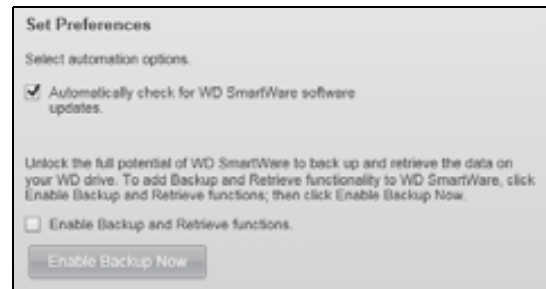 Set Preferences
Select automation options.
Automatically check for WD SmartWare software
updates.
Unlock the full potential of WD SmartWare to back up and retrieve the data on
your WD drive. To add Backup and Retrieve functionality to WD SmartWare, click
Enable Backup and Retrieve functions; then click Enable Backup Now.
Enable Backup and Retrieve functions.
Enable Backup Now